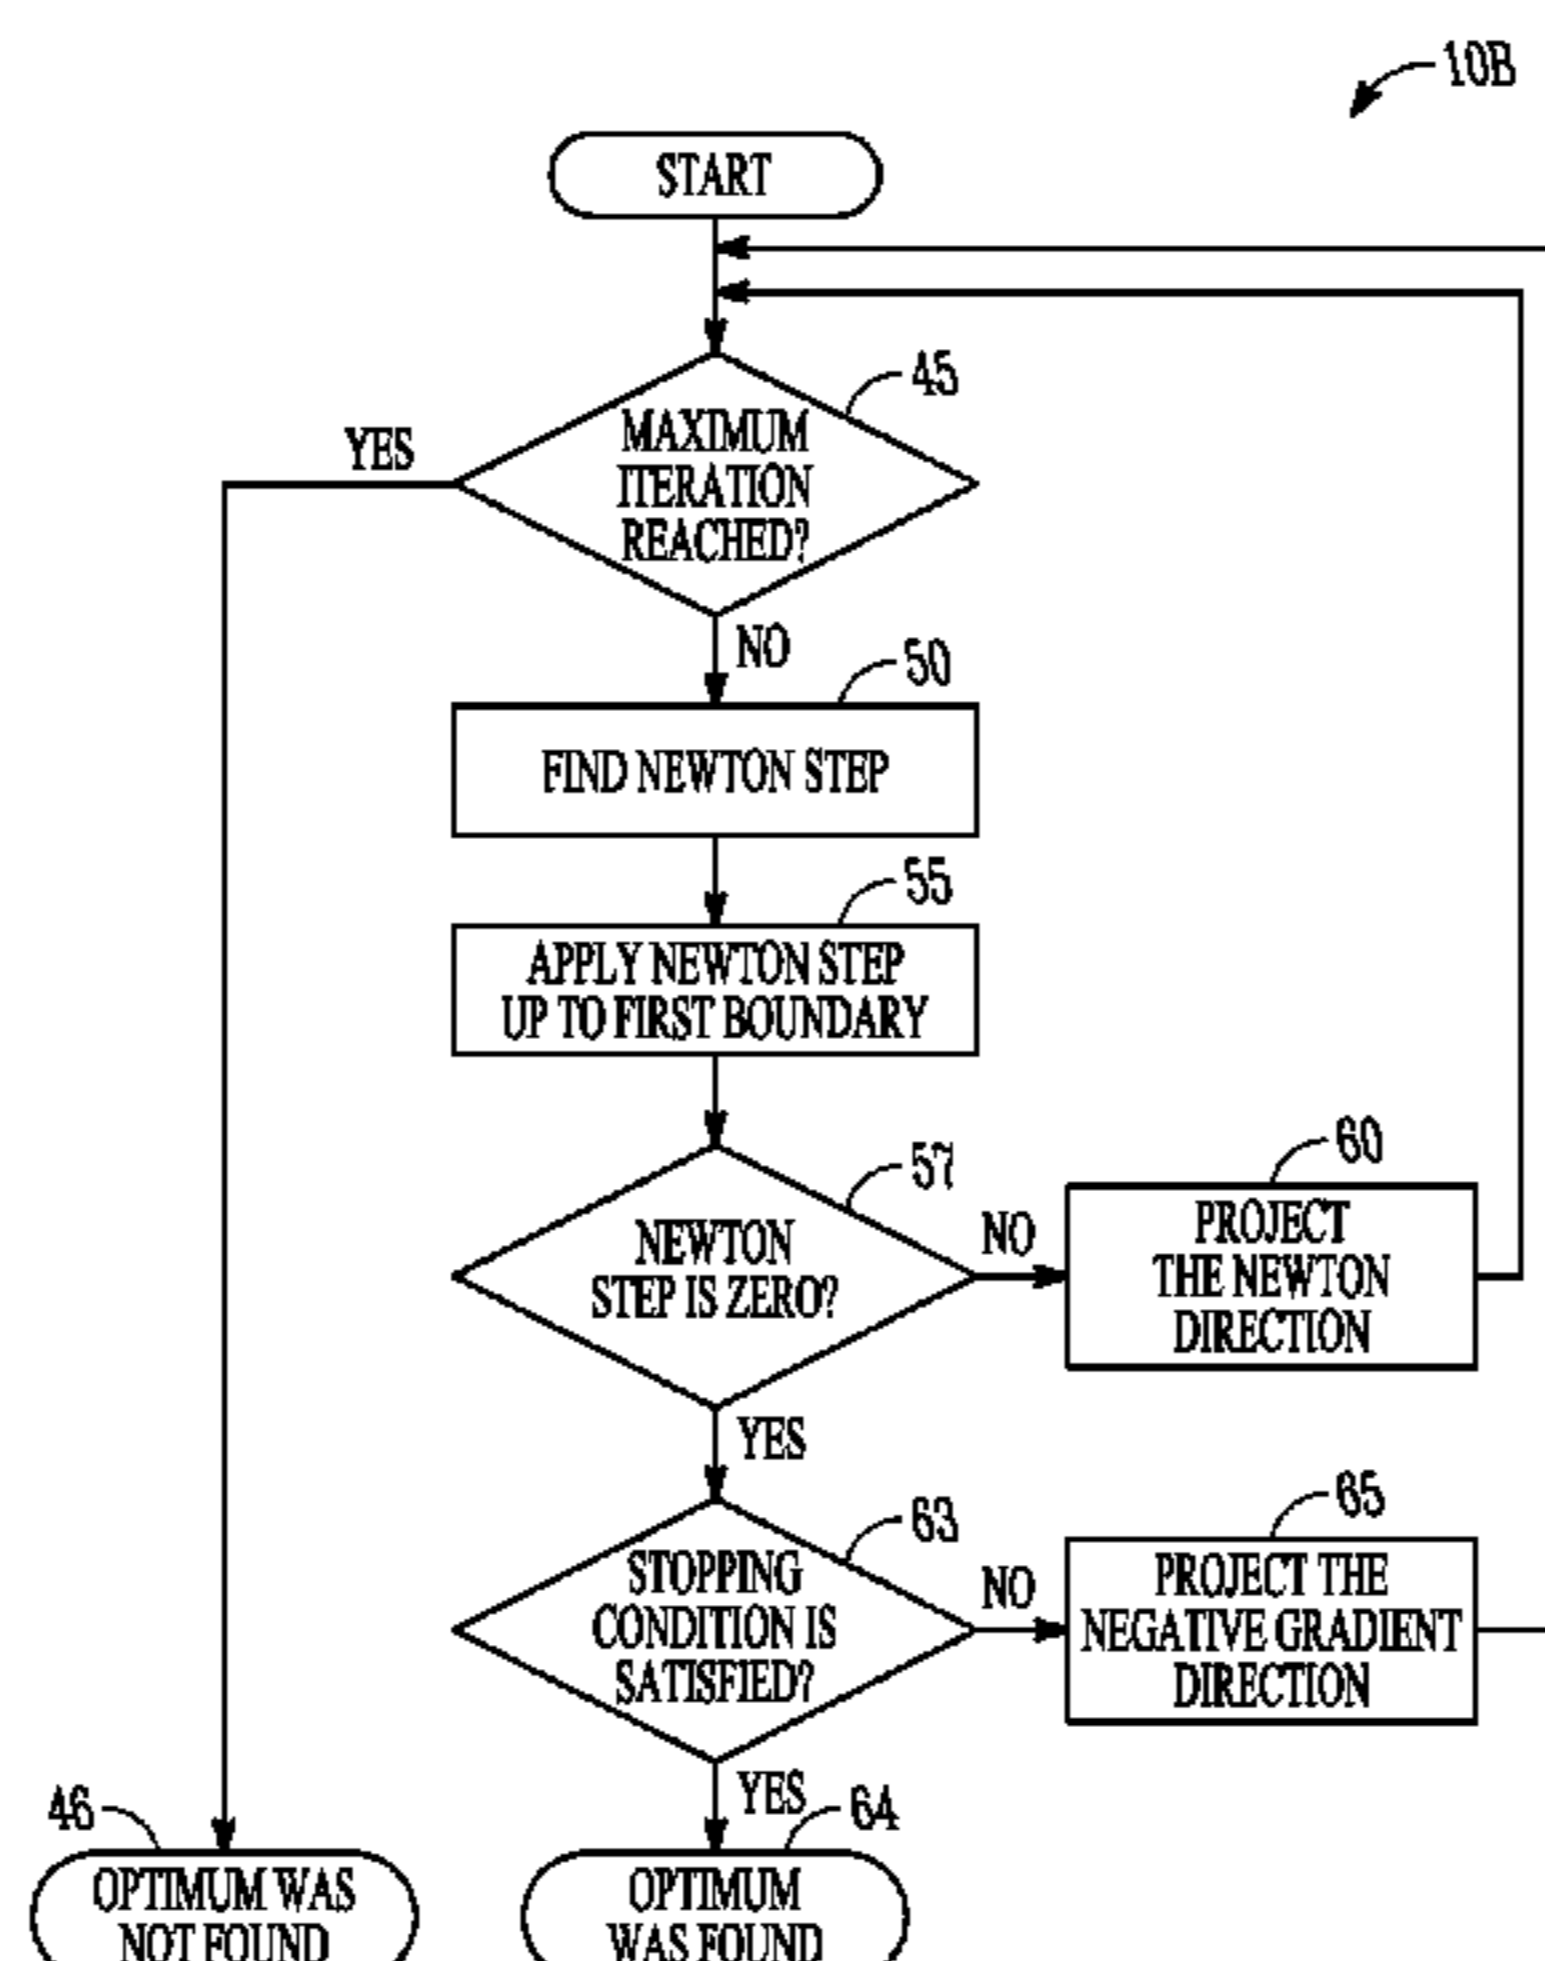 10B
START
45
MAXIMUM
ITERATION
REACHED?
YES
NO
50
FIND NEWTON STEP
55
APPLY NEWTON STEP
UP TO FIRST BOUNDARY
57
NEWTON
STEP IS ZERO?
NO
60
PROJECT
THE NEWTON
DIRECTION
YES
63
STOPPING
CONDITION IS
SATISFIED?
NO
65
PROJECT THE
NEGATIVE GRADIENT
DIRECTION
YES
46
OPTIMUM WAS
NOT FOUND
64
OPTIMUM
WAS FOUND